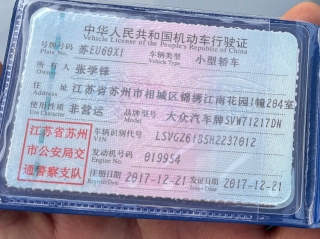 中华人民共和国机动车行驶证
Vehicle License of the People's Republic of China
号牌号码 苏EU60X1 车辆类型 小型轿车
Plate No. Vehicle Type
所有人 张学锋
Owner
住址 江苏省苏州市相城区锦绣江南花园1幢204室
Address
使用性质 非营运 品牌型号 大众汽车牌SVW71217DN
Use Character Model
江苏省苏州市公安局交通警察支队
车辆识别代号 LSVGZ6185H2237012
VIN
发动机号码 019954
Engine No.
注册日期 2017-12-21 发证日期 2017-12-21
Register Date Issue Date